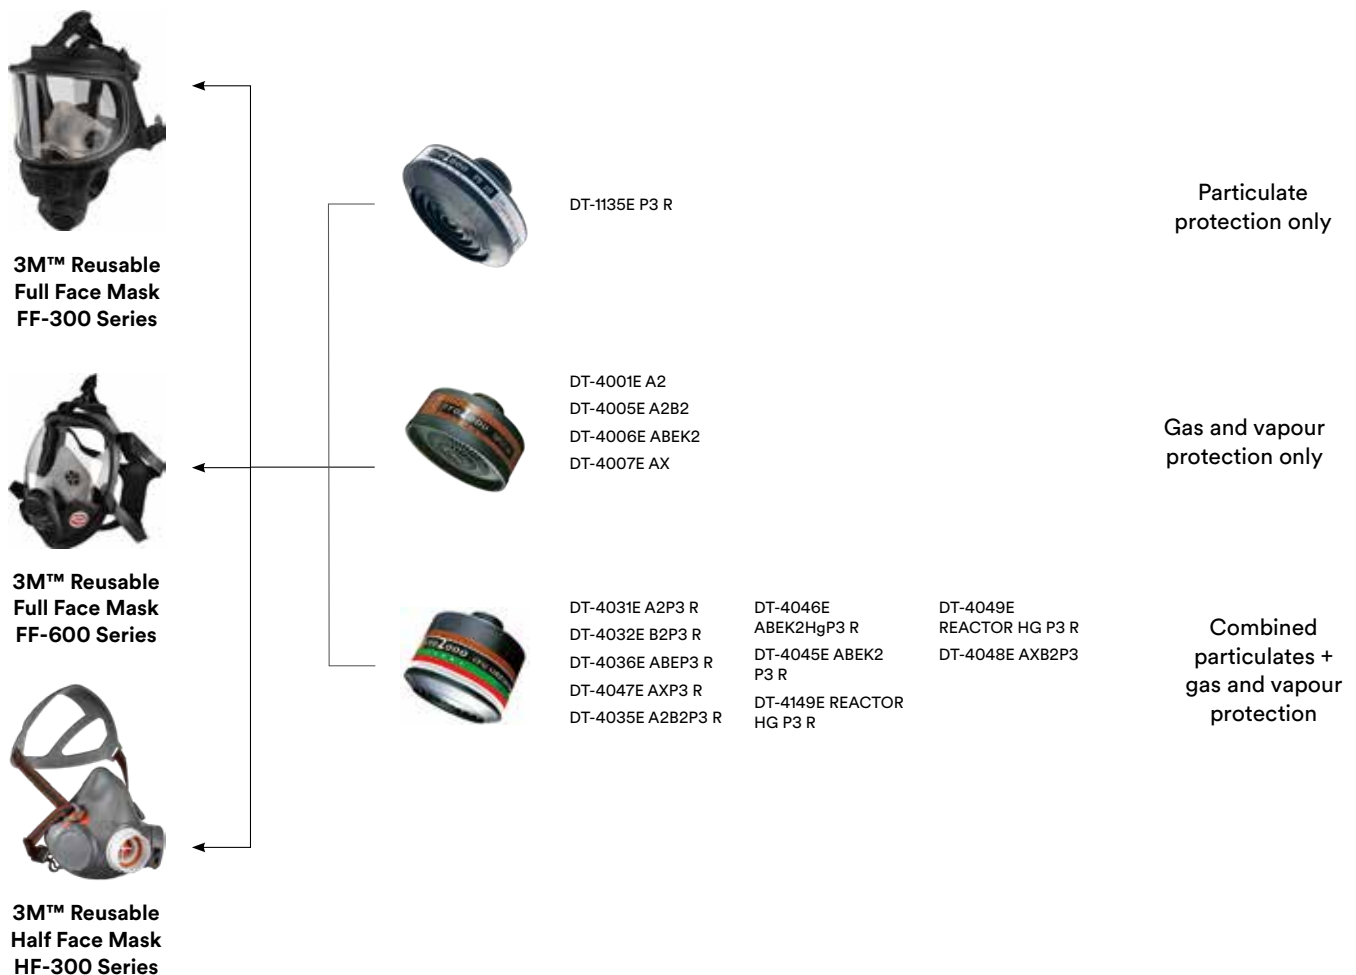 3M™ Reusable
Full Face Mask
FF-300 Series
DT-1135E P3 R
Particulate
protection only
3M™ Reusable
Full Face Mask
FF-600 Series
DT-4001E A2
DT-4005E A2B2
DT-4006E ABEK2
DT-4007E AX
Gas and vapour
protection only
3M™ Reusable
Half Face Mask
HF-300 Series
DT-4031E A2P3 R
DT-4032E B2P3 R
DT-4036E ABEP3 R
DT-4047E AXP3 R
DT-4035E A2B2P3 R
DT-4046E
ABEK2HgP3 R
DT-4045E ABEK2
P3 R
DT-4149E REACTOR
HG P3 R
DT-4049E
REACTOR HG P3 R
DT-4048E AXB2P3
Combined
particulates +
gas and vapour
protection